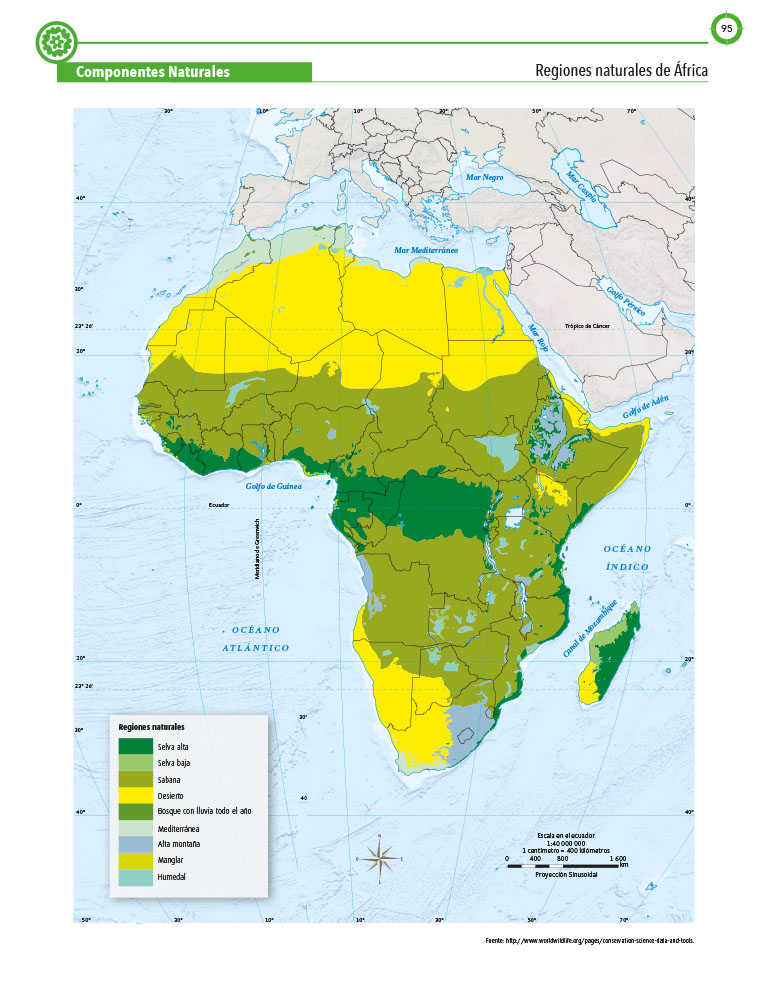 95
Componentes Naturales
Regiones naturales de África
30°
10°
10°
30°
50°
70°
Mar Negro
Mar Caspio
40°
40°
Mar Mediterráneo
30°
Golfo Pérsico
23° 26'
Mar Rojo
Trópico de Cáncer
20°
20°
Golfo de Adén
Golfo de Guinea
0°
Ecuador
0°
Meridiano de Greenwich
OCÉANO
ÍNDICO
Canal de Mozambique
OCÉANO
ATLÁNTICO
20°
20°
23° 26'
30°
30°
Regiones naturales
Selva alta
Selva baja
Sabana
Desierto
Bosque con lluvia todo el año
Mediterránea
Alta montaña
Manglar
Humedal
40
40°
40°
N
O
E
S
Escala en el ecuador
1:40 000 000
1 centímetro = 400 kilómetros
0 400 800 1 600
km
Proyección Sinusoidal
50°
30°
10°
10°
30°
50°
70°
Fuente: http://www.worldwildlife.org/pages/conservation-science-data-and-tools.